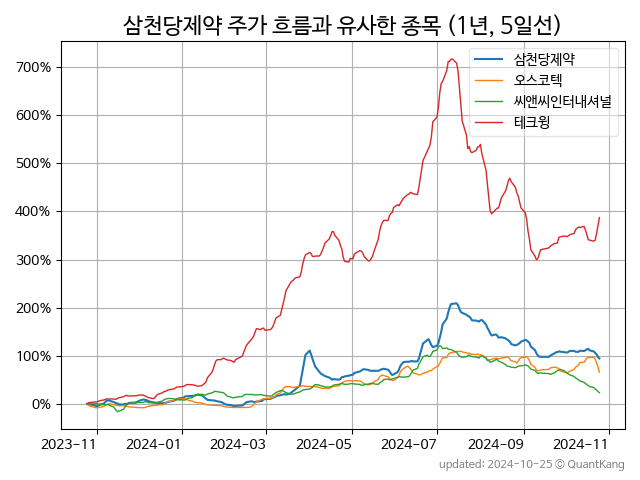 삼천당제약 주가 흐름과 유사한 종목 (1년, 5일선)
삼천당제약
오스코텍
씨앤씨인터내셔널
테크윙
700%
600%
500%
400%
300%
200%
100%
0%
2023-11 2024-01 2024-03 2024-05 2024-07 2024-09 2024-11
updated: 2024-10-25 © QuantKang